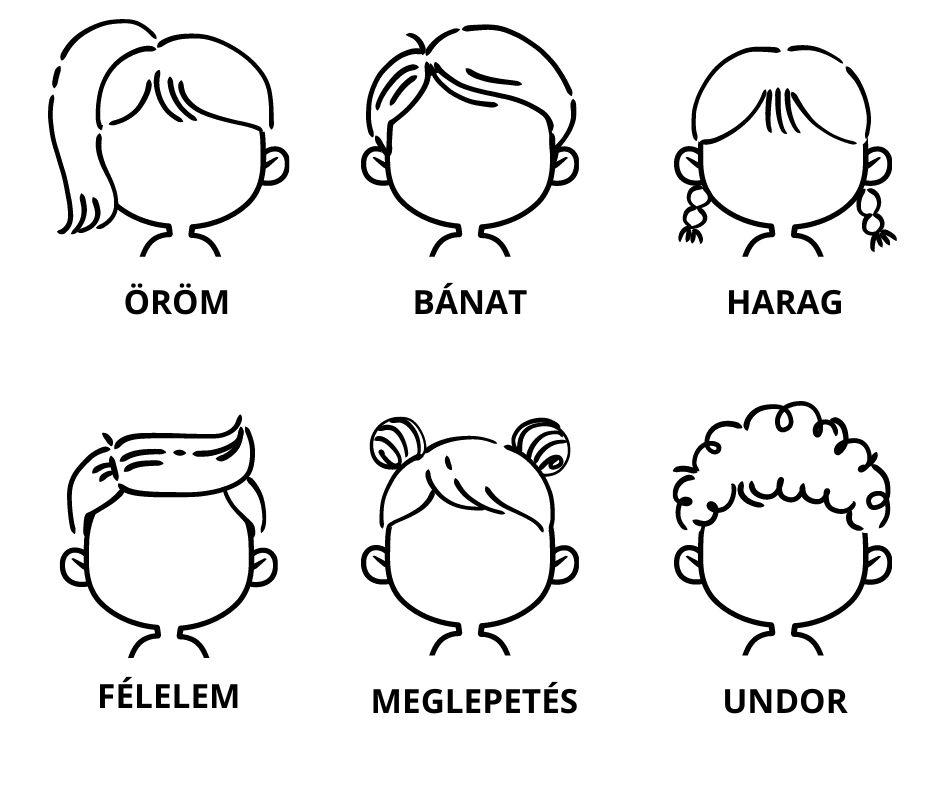 ÖRÖM
BÁNAT
HARAG
FÉLELEM
MEGLEPETÉS
UNDOR